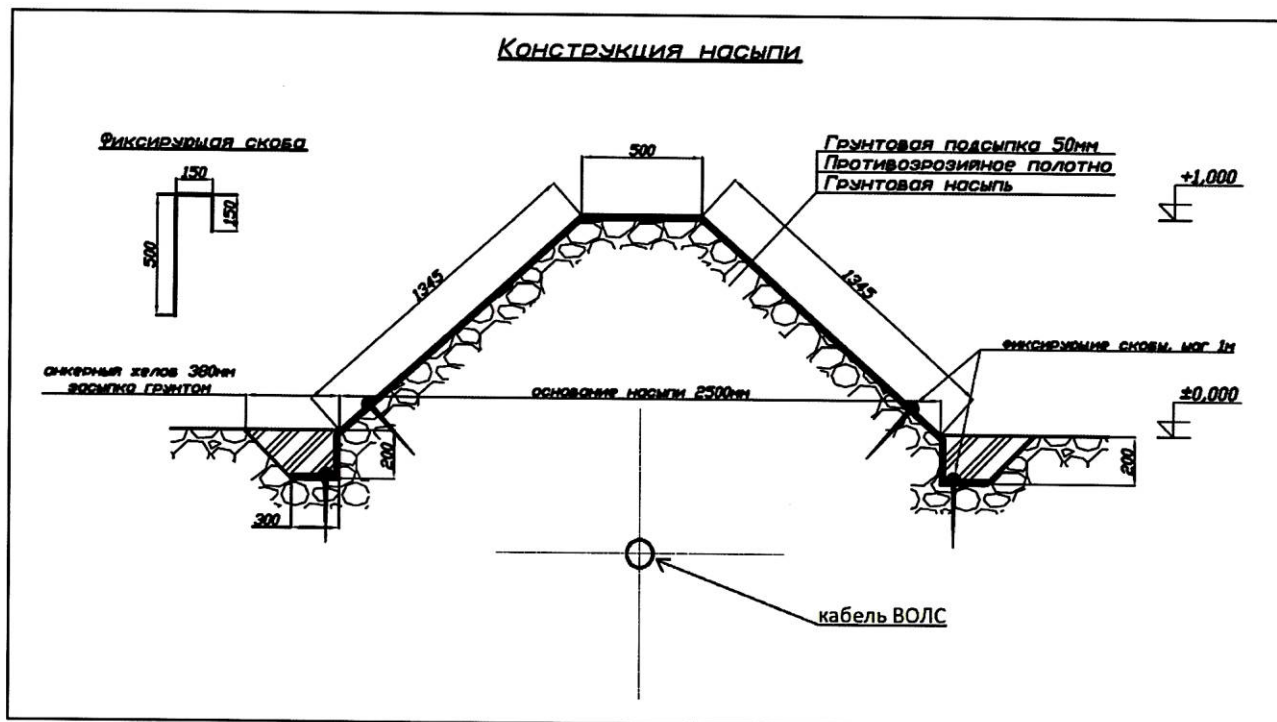 Конструкция насыпи
Фиксирующая скоба
150
150
500
500
Грунтовая подсыпка 50мм
Противоэрозийное полотно
Грунтовая насыпь
+1,000
1345
1345
фиксирующие скобы, шаг 1м
анкерный желоб 380мм
засыпка грунтом
основание насыпи 2500мм
±0,000
200
200
300
кабель ВОЛС